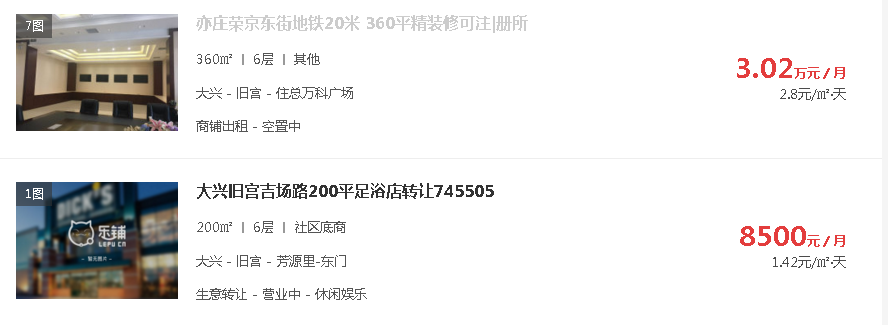 7图
亦庄荣京东街地铁20米 360平精装修可注|册所
360㎡ | 6层 | 其他
大兴 - 旧宫 - 住总万科广场
商铺出租 - 空置中
3.02万元/月
2.8元/㎡·天
1图
乐铺
LEPU CN
- 暂无图片 -
大兴旧宫吉场路200平足浴店转让745505
200㎡ | 6层 | 社区底商
大兴 - 旧宫 - 芳源里-东门
生意转让 - 营业中 - 休闲娱乐
8500元/月
1.42元/㎡·天